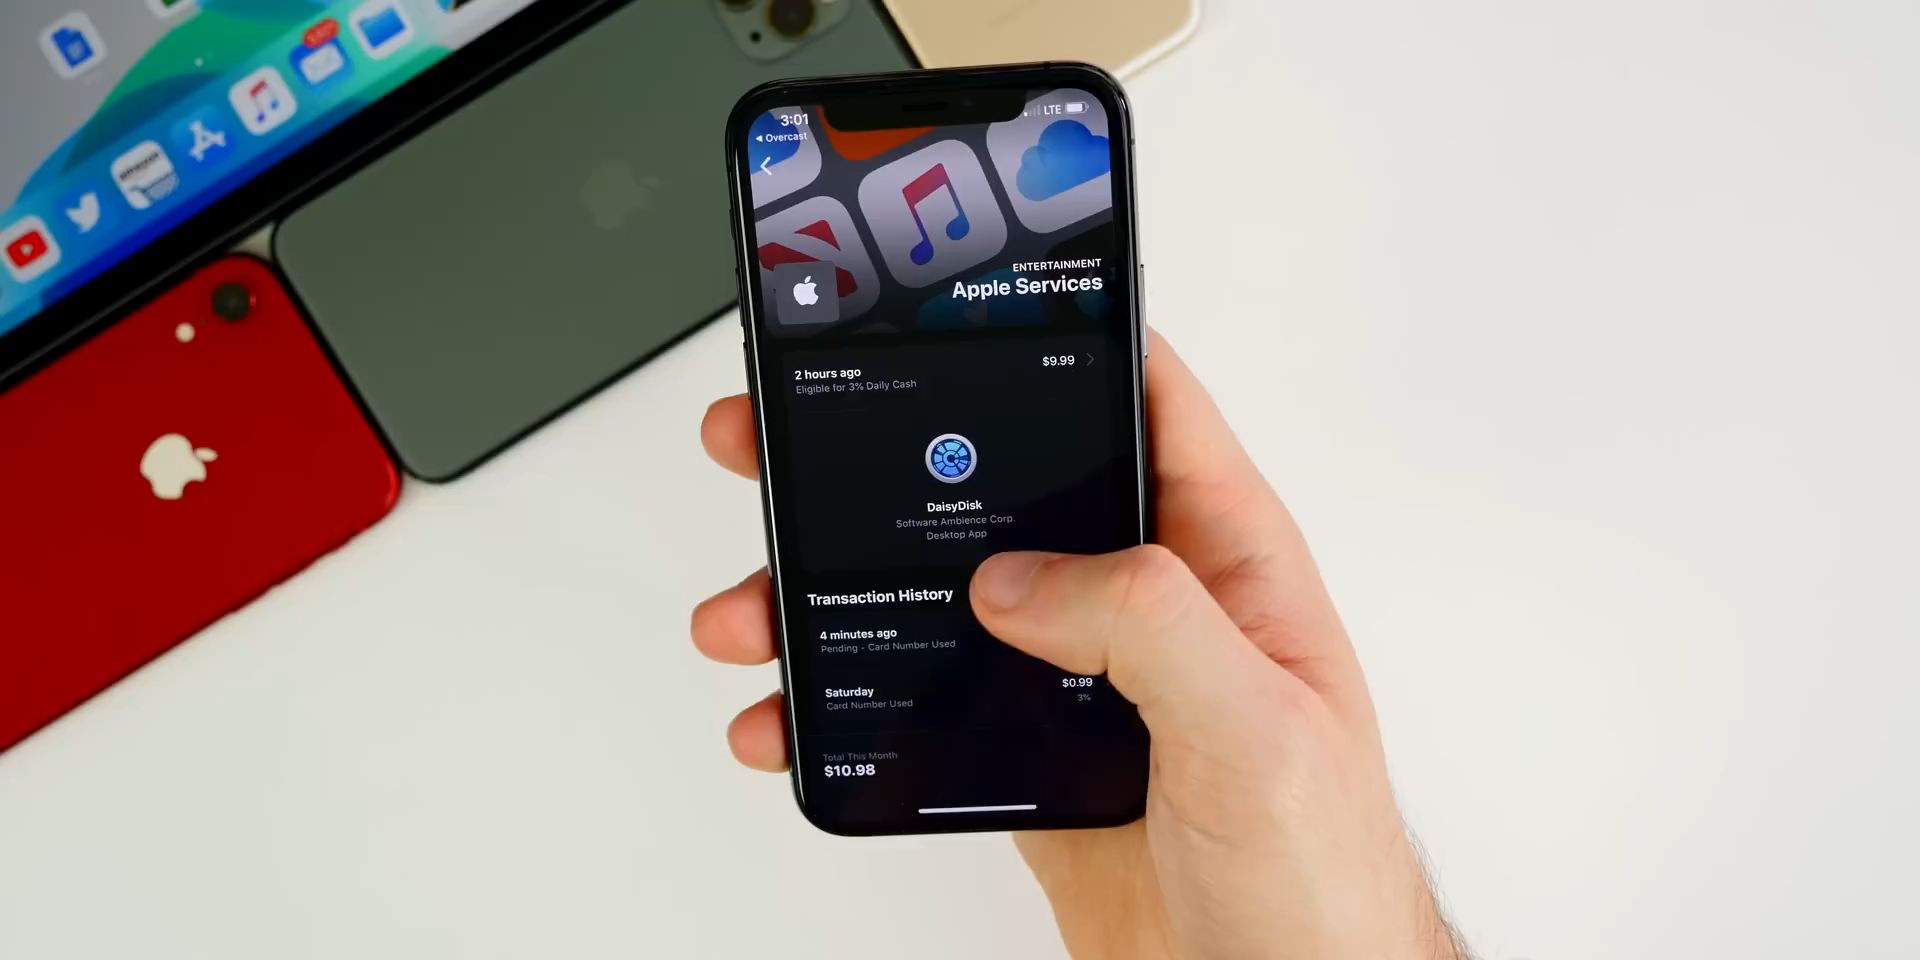 amazon
3:01
LTE
Overcast
ENTERTAINMENT
Apple Services
2 hours ago
$9.99
Eligible for 3% Daily Cash
DaisyDisk
Software Ambience Corp.
Desktop App
Transaction History
4 minutes ago
Pending - Card Number Used
Saturday
$0.99
Card Number Used
3%
Total This Month
$10.98